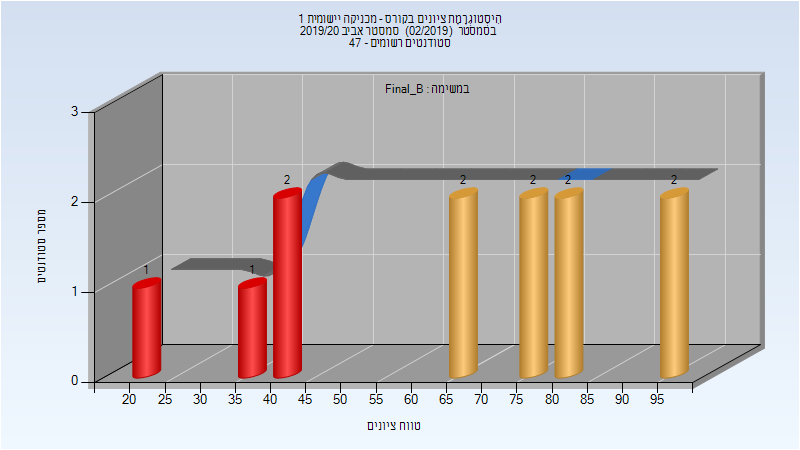 היסטוגרמת ציונים בקורס - מכניקה יישומית 1
בסמסטר (02/2019) סמסטר אביב 2019/20
סטודנטים רשומים - 47
במשימה : Final_B
מספר סטודנטים
3
2
1
0
1
1
2
2
2
2
2
20 25 30 35 40 45 50 55 60 65 70 75 80 85 90 95
טווח ציונים